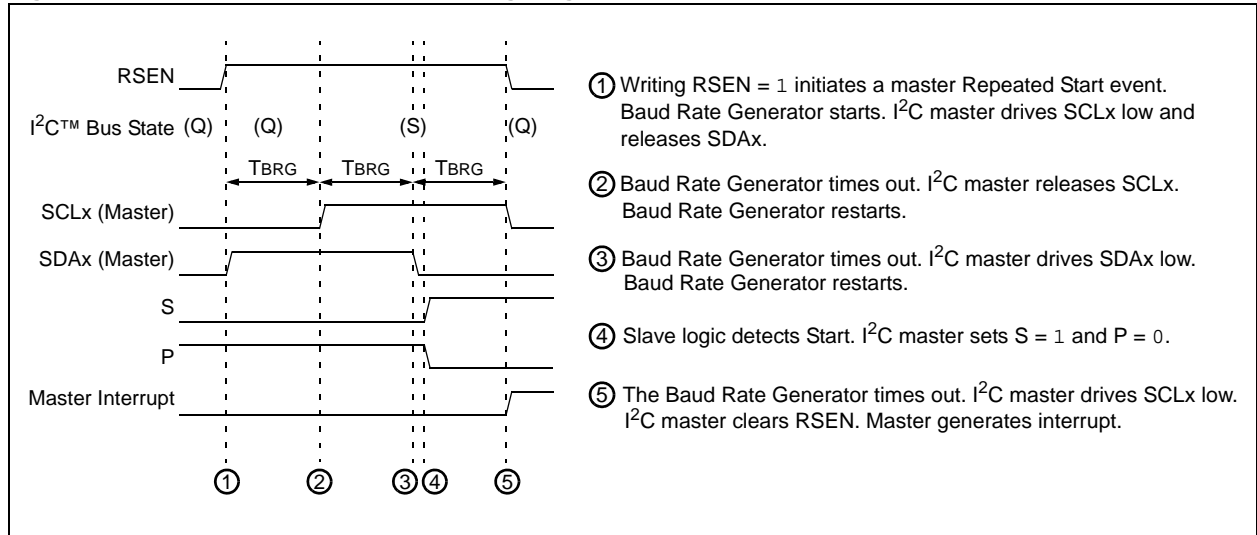 RSEN
I2C™ Bus State (Q) (Q) (S) (Q)
TBRG TBRG TBRG
SCLx (Master)
SDAx (Master)
S
P
Master Interrupt
1 2 3 4 5
① Writing RSEN = 1 initiates a master Repeated Start event.
Baud Rate Generator starts. I2C master drives SCLx low and
releases SDAx.
② Baud Rate Generator times out. I2C master releases SCLx.
Baud Rate Generator restarts.
③ Baud Rate Generator times out. I2C master drives SDAx low.
Baud Rate Generator restarts.
④ Slave logic detects Start. I2C master sets S = 1 and P = 0.
⑤ The Baud Rate Generator times out. I2C master drives SCLx low.
I2C master clears RSEN. Master generates interrupt.